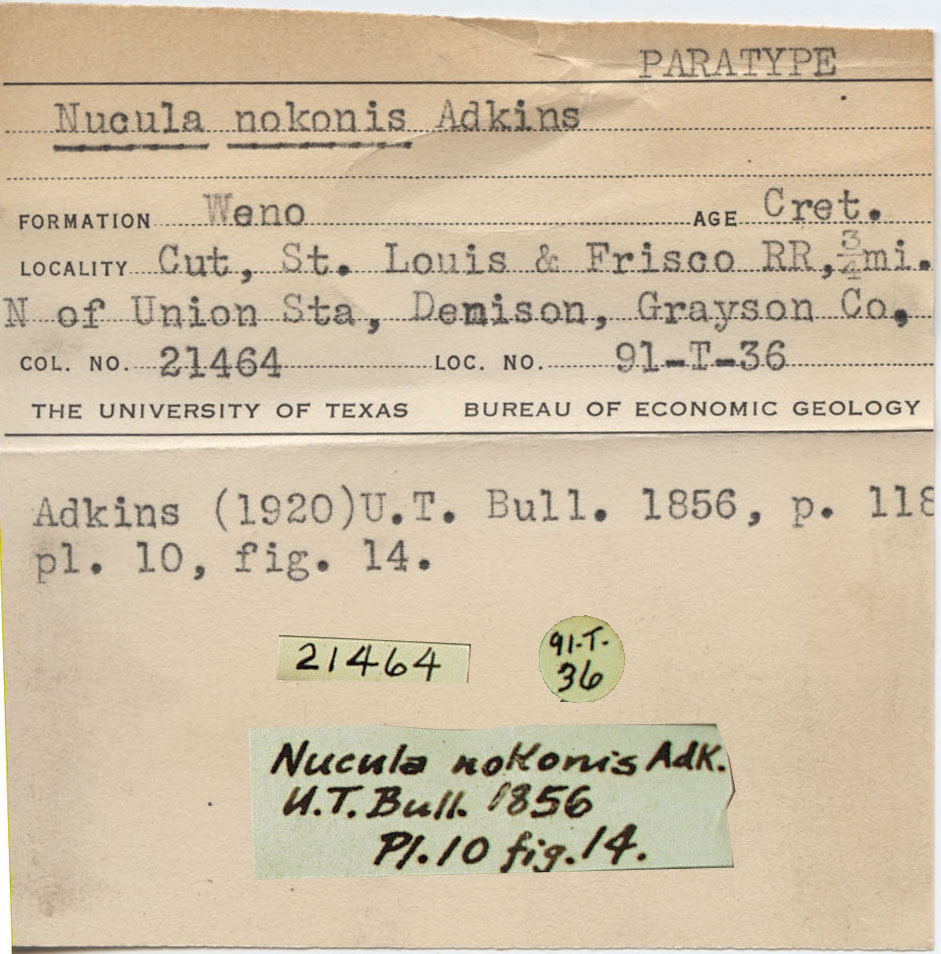 PARATYPE
Nucula nokonis Adkins
FORMATION Weno AGE Cret.
LOCALITY Cut, St. Louis & Frisco RR, 3/4 mi.
N of Union Sta, Denison, Grayson Co,
COL. NO. 21464 LOC. NO. 91-T-36
THE UNIVERSITY OF TEXAS BUREAU OF ECONOMIC GEOLOGY
Adkins (1920)U.T. Bull. 1856, p. 118
pl. 10, fig. 14.
21464
91-T-
36
Nucula nokonis Adk.
U.T. Bull. 1856
Pl. 10 fig. 14.